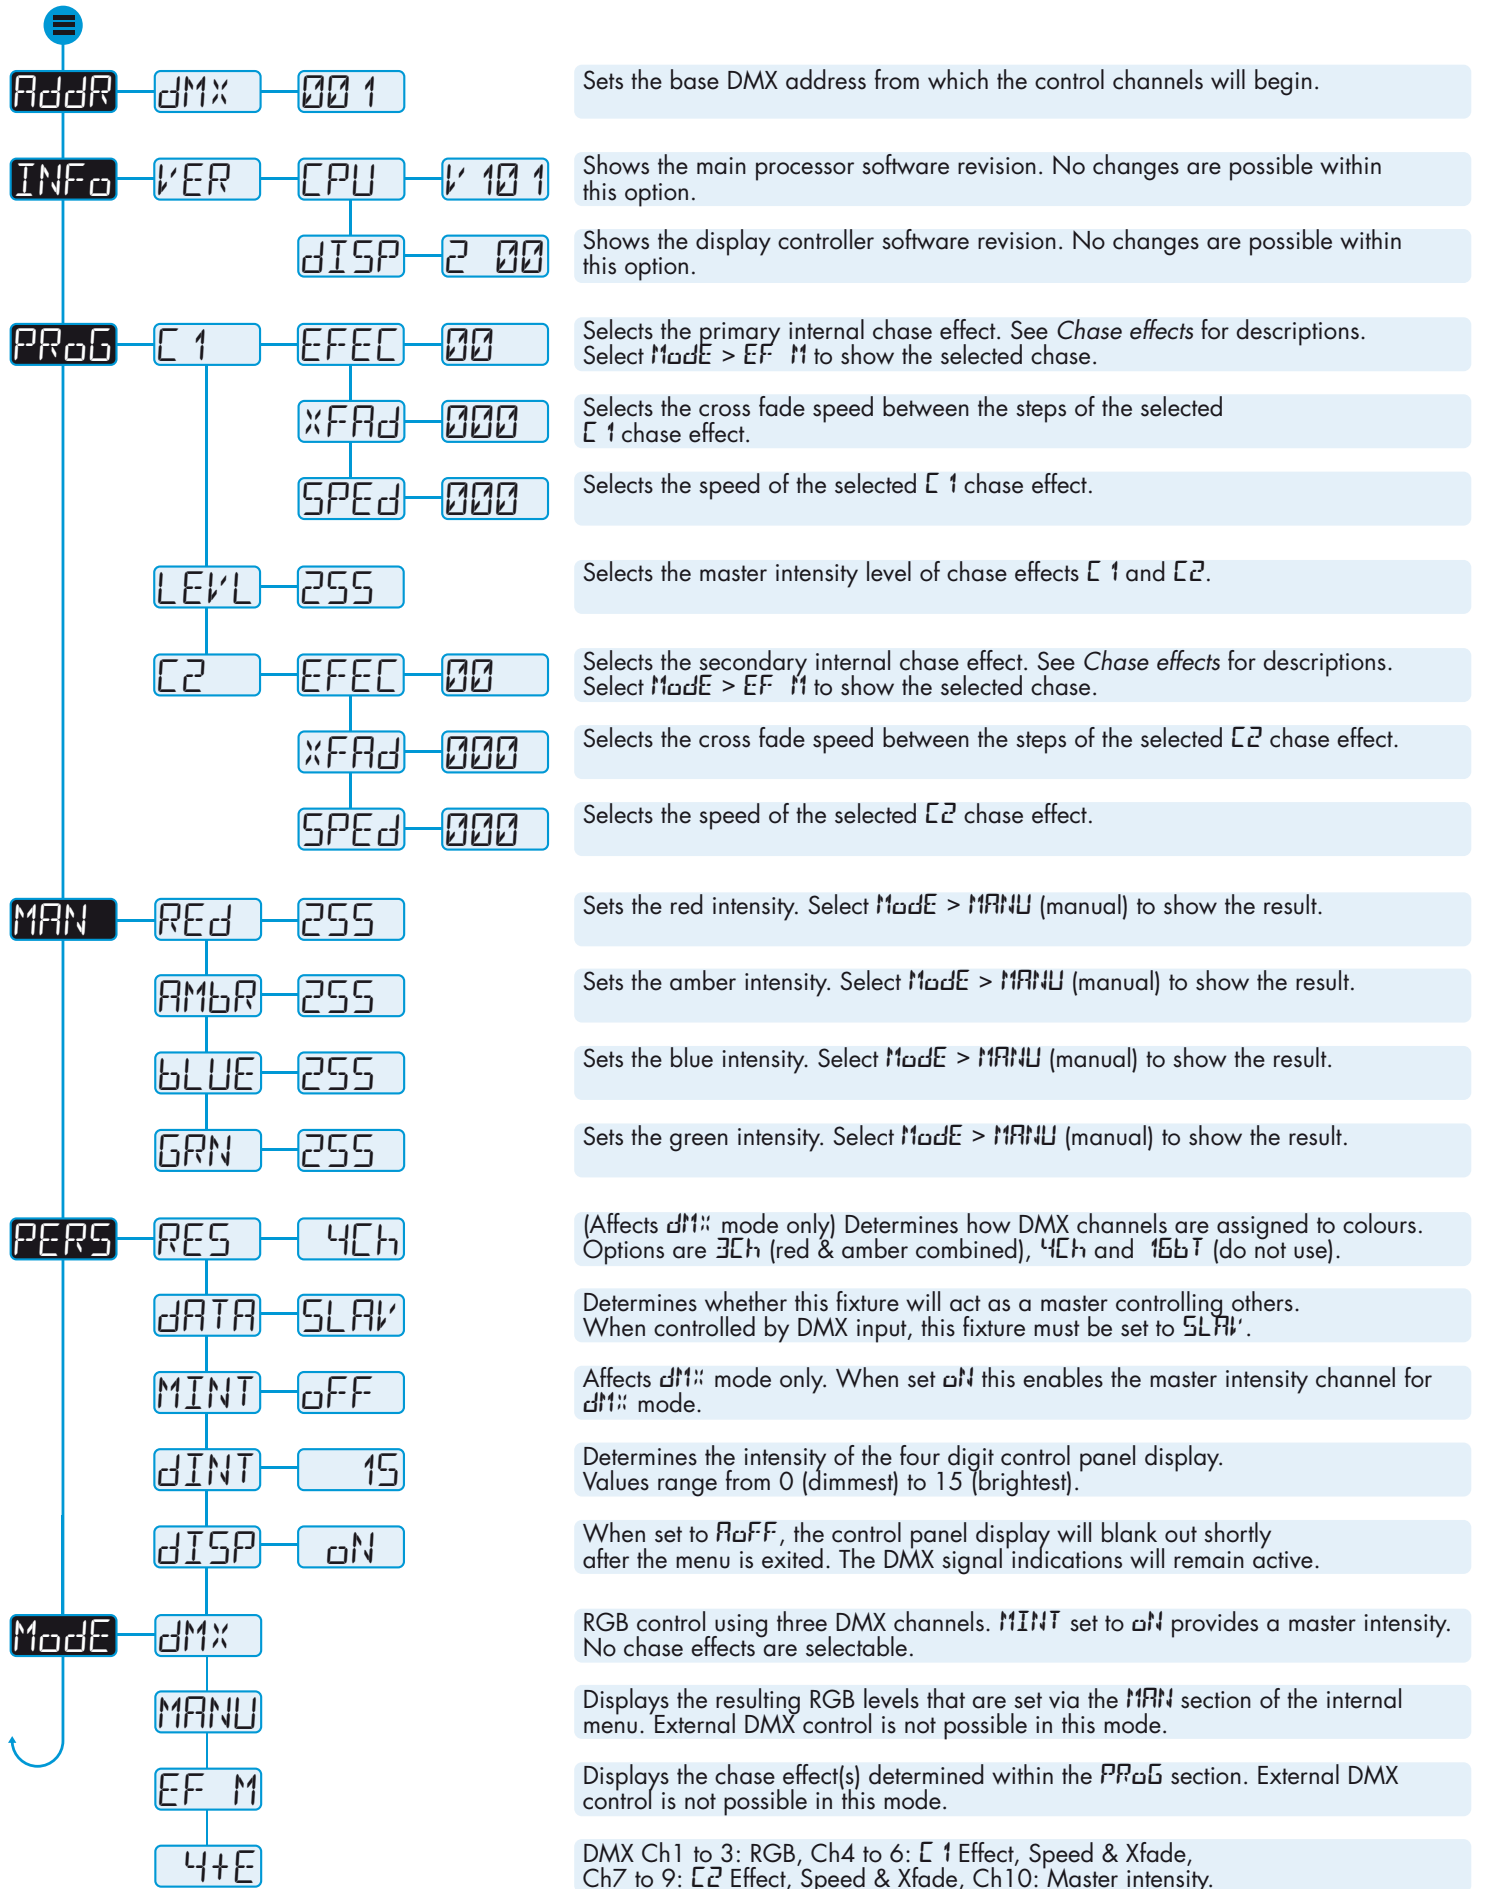 AddR dMX 001 Sets the base DMX address from which the control channels will begin.
INFo VER CPU V 101 Shows the main processor software revision. No changes are possible within
this option.
dISP 2 00 Shows the display controller software revision. No changes are possible within
this option.
PRoG C 1 EFEC 00 Selects the primary internal chase effect. See Chase effects for descriptions.
Select ModE > EF M to show the selected chase.
XFAd 000 Selects the cross fade speed between the steps of the selected
C 1 chase effect.
SPEd 000 Selects the speed of the selected C 1 chase effect.
LEVL 255 Selects the master intensity level of chase effects C 1 and C2.
C2 EFEC 00 Selects the secondary internal chase effect. See Chase effects for descriptions.
Select ModE > EF M to show the selected chase.
XFAd 000 Selects the cross fade speed between the steps of the selected C2 chase effect.
SPEd 000 Selects the speed of the selected C2 chase effect.
MAN REd 255 Sets the red intensity. Select ModE > MANU (manual) to show the result.
AMbR 255 Sets the amber intensity. Select ModE > MANU (manual) to show the result.
bLUE 255 Sets the blue intensity. Select ModE > MANU (manual) to show the result.
GRN 255 Sets the green intensity. Select ModE > MANU (manual) to show the result.
PERS RES 4Ch (Affects dMX mode only) Determines how DMX channels are assigned to colours.
Options are 3Ch (red & amber combined), 4Ch and 16bT (do not use).
dATA SLAV Determines whether this fixture will act as a master controlling others.
When controlled by DMX input, this fixture must be set to SLAV.
MINT oFF Affects dMX mode only. When set oN this enables the master intensity channel for
dMX mode.
dINT 15 Determines the intensity of the four digit control panel display.
Values range from 0 (dimmest) to 15 (brightest).
dISP oN When set to AoFF, the control panel display will blank out shortly
after the menu is exited. The DMX signal indications will remain active.
ModE dMX RGB control using three DMX channels. MINT set to oN provides a master intensity.
No chase effects are selectable.
MANU Displays the resulting RGB levels that are set via the MAN section of the internal
menu. External DMX control is not possible in this mode.
EF M Displays the chase effect(s) determined within the PRoG section. External DMX
control is not possible in this mode.
4+E DMX Ch1 to 3: RGB, Ch4 to 6: C 1 Effect, Speed & Xfade,
Ch7 to 9: C2 Effect, Speed & Xfade, Ch10: Master intensity.